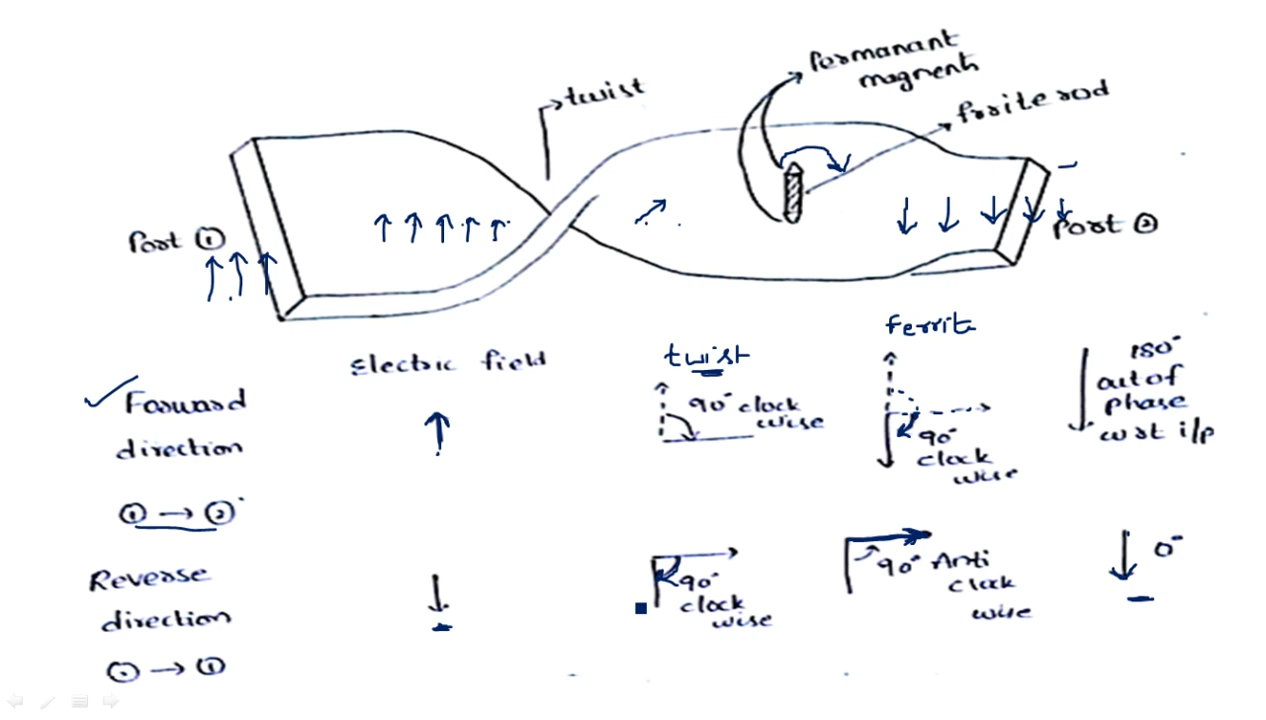 permanant
magnent
twist
frrite rod
Port ①
Port ②
Electric field
twist
Ferrit
Forward
direction
① → ②
90° clock
wise
90°
clock
wise
180°
out of
phase
wrt i/p
Reverse
direction
② → ①
90°
clock
wise
90° Anti
clock
wise
0°